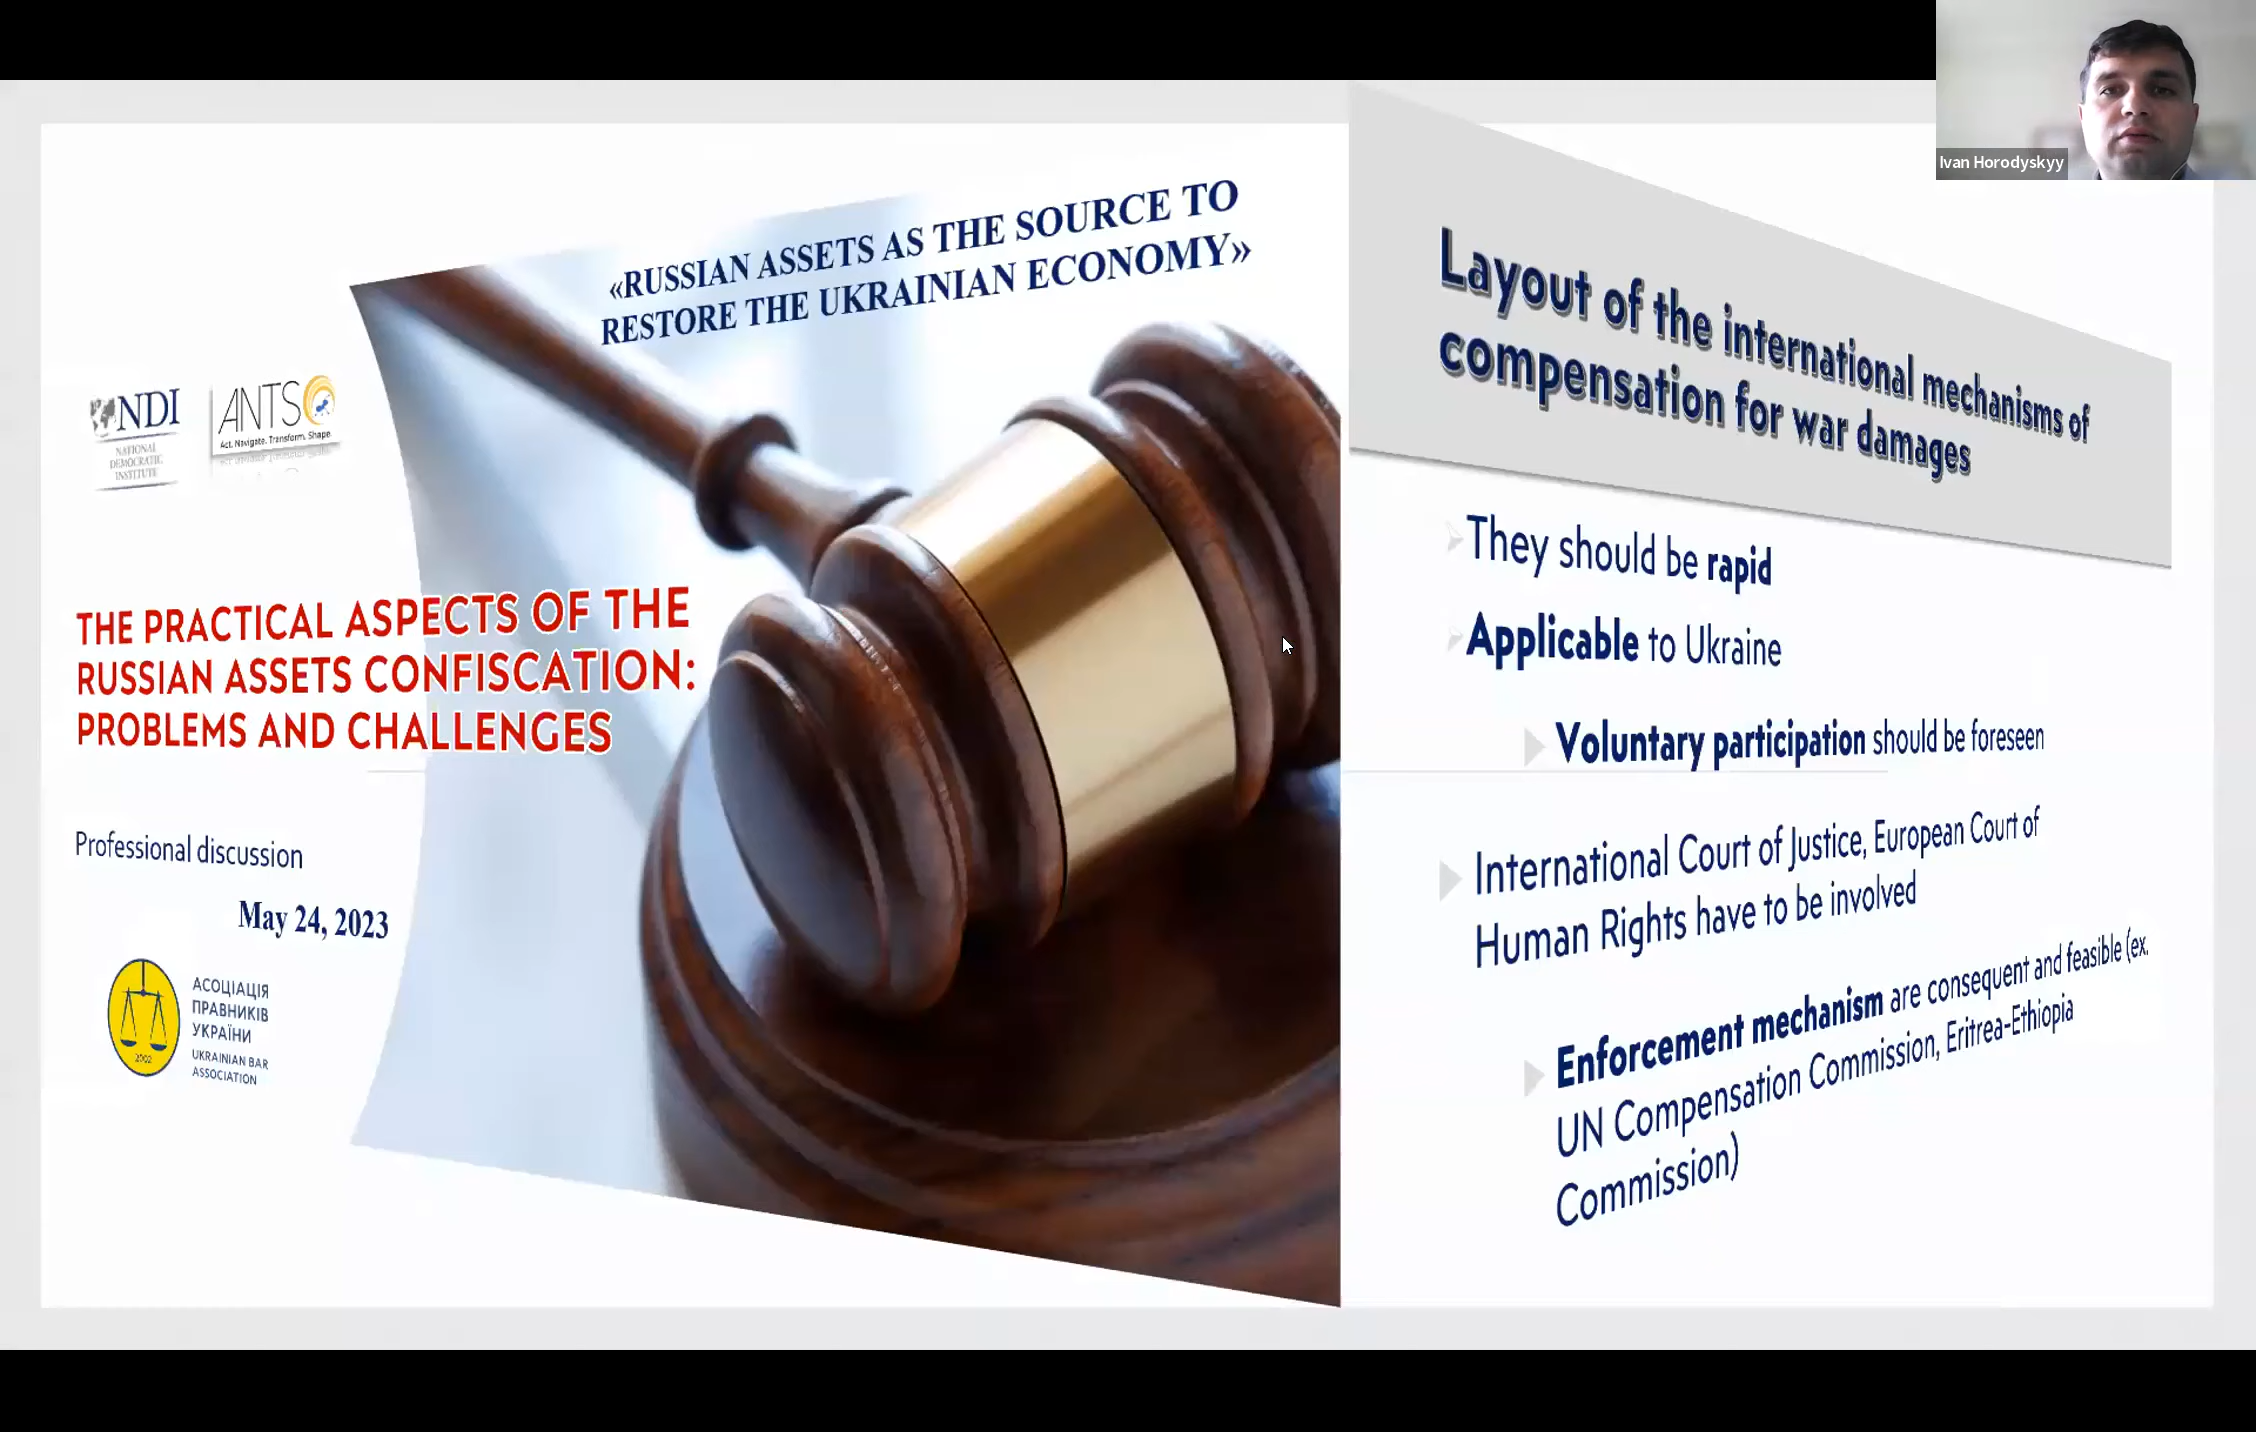 Ivan Horodyskyy
«RUSSIAN ASSETS AS THE SOURCE TO
RESTORE THE UKRAINIAN ECONOMY»
NDI
NATIONAL
DEMOCRATIC
INSTITUTE
ANTS
Act. Navigate. Transform. Shape.
THE PRACTICAL ASPECTS OF THE
RUSSIAN ASSETS CONFISCATION:
PROBLEMS AND CHALLENGES
Professional discussion
May 24, 2023
2002
АСОЦІАЦІЯ
ПРАВНИКІВ
УКРАЇНИ
UKRAINIAN BAR
ASSOCIATION
Layout of the international mechanisms of
compensation for war damages
They should be rapid
Applicable to Ukraine
Voluntary participation should be foreseen
International Court of Justice, European Court of
Human Rights have to be involved
Enforcement mechanism are consequent and feasible (ex.
UN Compensation Commission, Eritrea-Ethiopia
Commission)